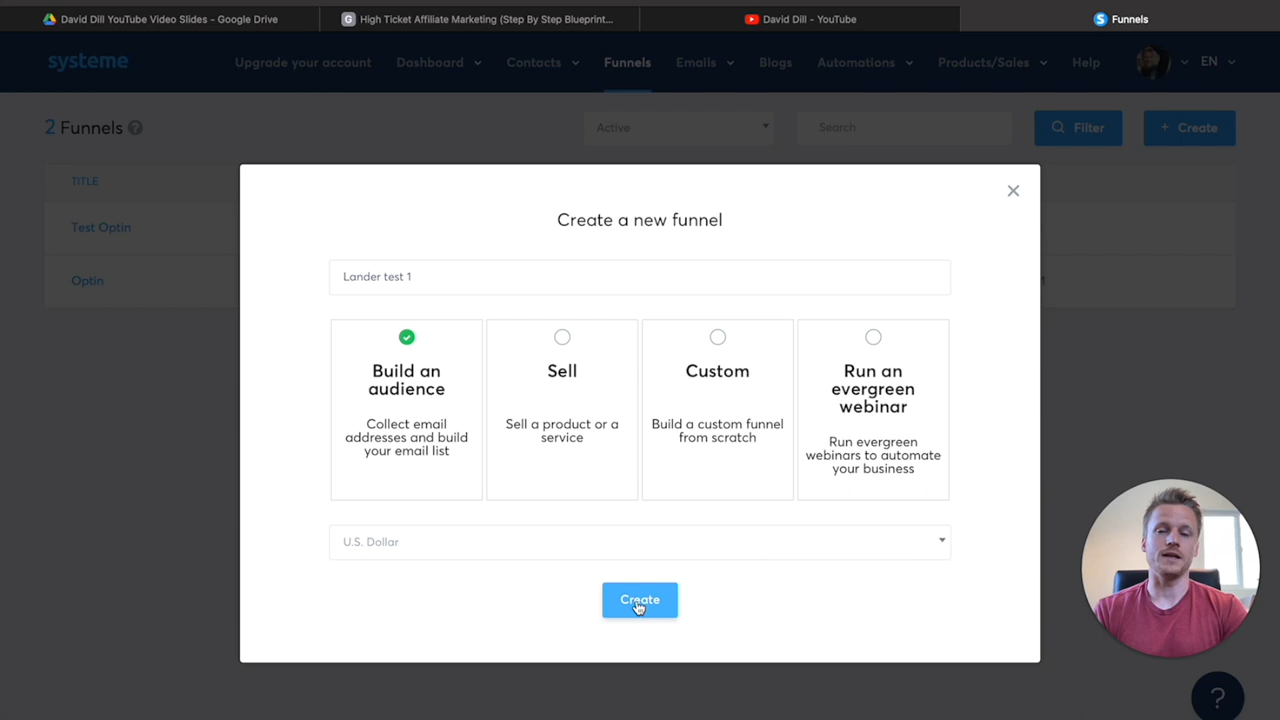 David Dill YouTube Video Slides - Google Drive
G High Ticket Affiliate Marketing (Step By Step Blueprint...
David Dill - YouTube
S Funnels
systeme
Upgrade your account
Dashboard
Contacts
Funnels
Emails
Blogs
Automations
Products/Sales
Help
EN
2 Funnels ?
Active
Search
Filter
+ Create
TITLE
Test Optin
Optin
Create a new funnel
Lander test 1
Build an
audience
Collect email
addresses and build
your email list
Sell
Sell a product or a
service
Custom
Build a custom funnel
from scratch
Run an
evergreen
webinar
Run evergreen
webinars to automate
your business
U.S. Dollar
Create
?